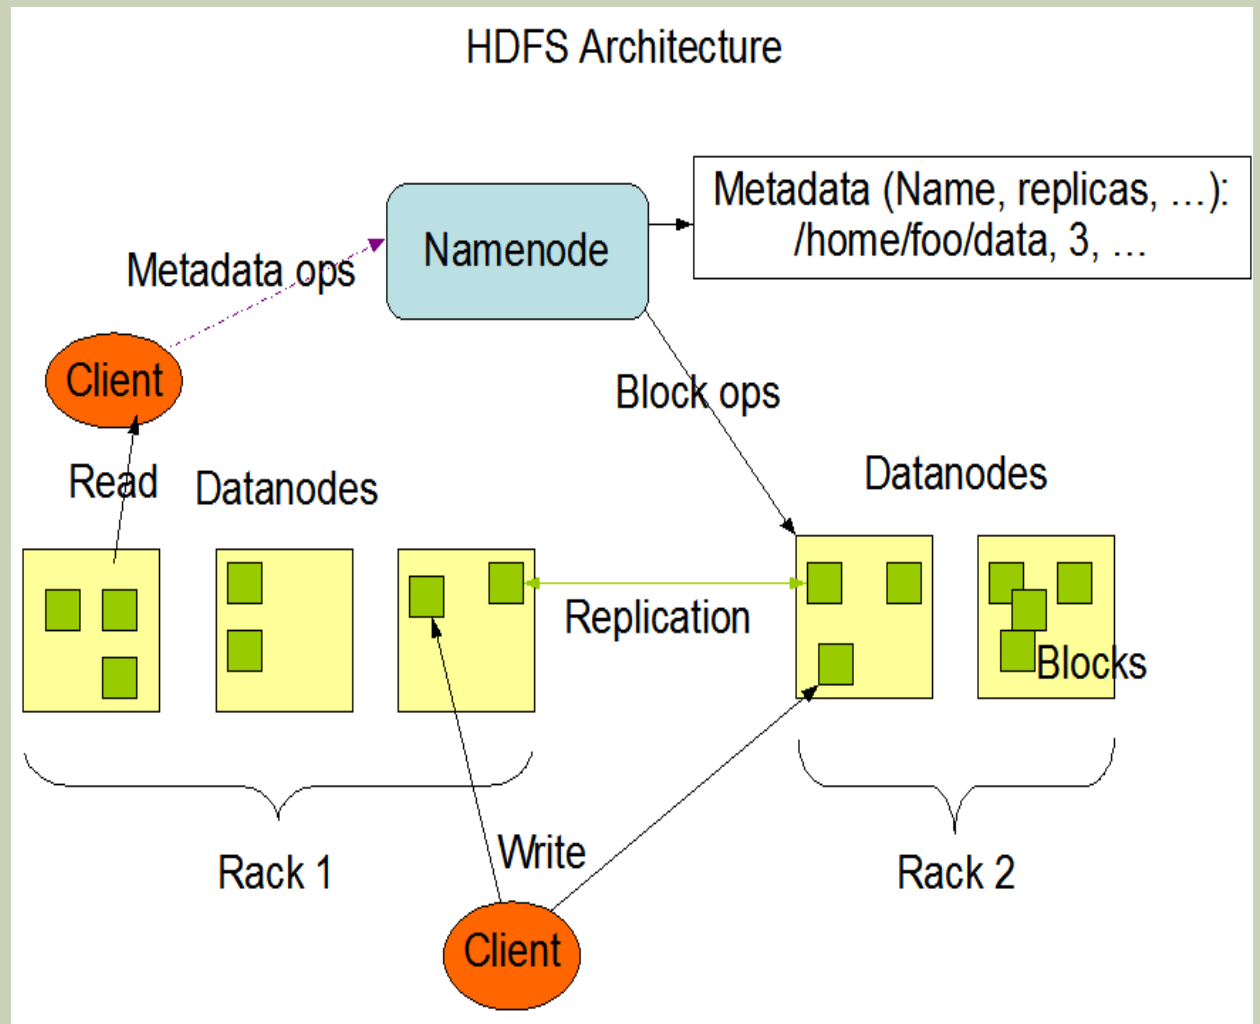 HDFS Architecture
Metadata (Name, replicas, …):
/home/foo/data, 3, …
Namenode
Metadata ops
Client
Block ops
Read
Datanodes
Datanodes
Replication
Blocks
Rack 1
Write
Rack 2
Client